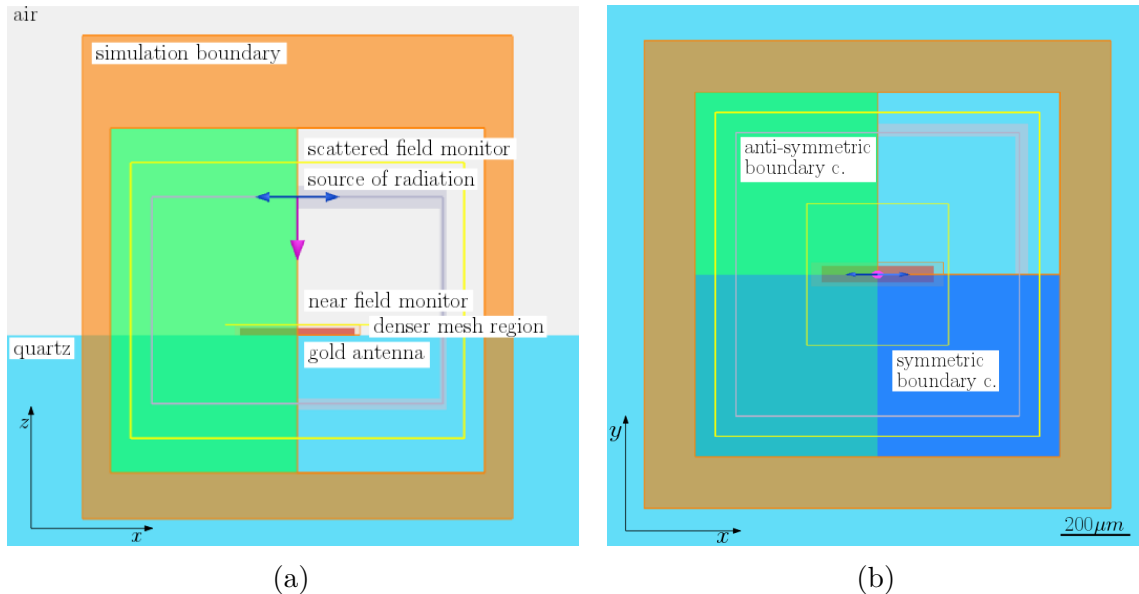 air
simulation boundary
scattered field monitor
source of radiation
near field monitor
denser mesh region
quartz
gold antenna
z
x
(a)
anti-symmetric
boundary c.
symmetric
boundary c.
y
x
200μm
(b)